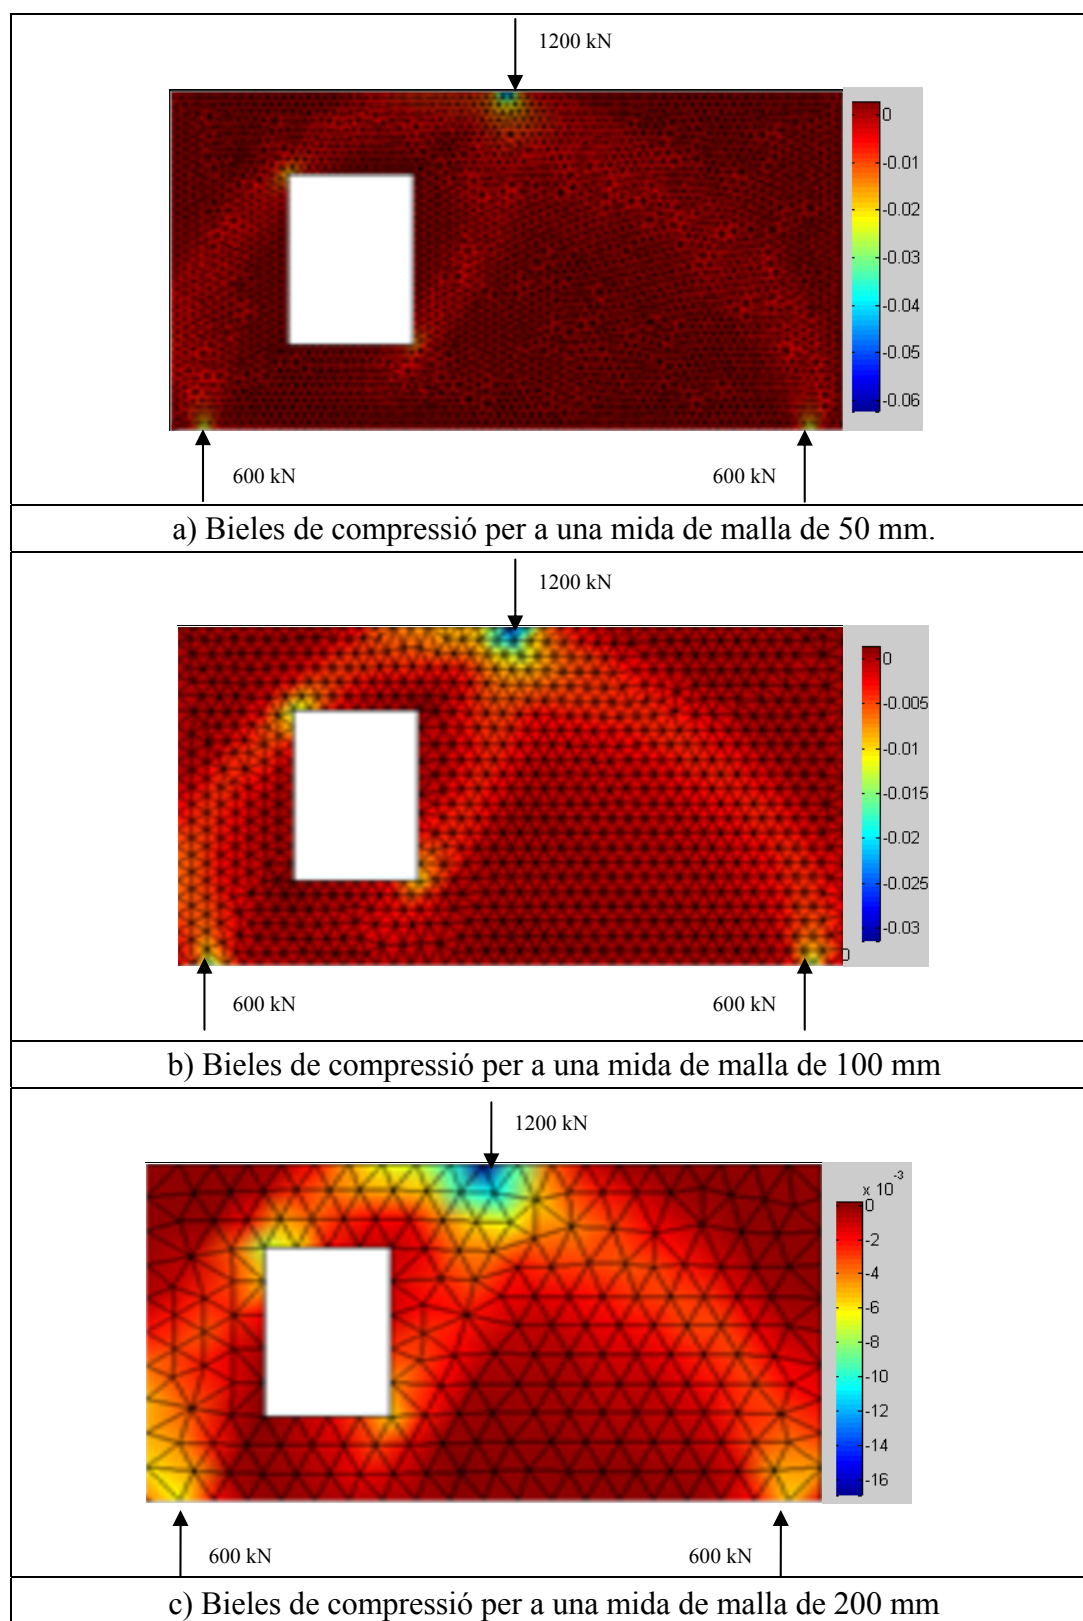 1200 kN
0
-0.01
-0.02
-0.03
-0.04
-0.05
-0.06
600 kN
600 kN
a) Bieles de compressió per a una mida de malla de 50 mm.
1200 kN
0
-0.005
-0.01
-0.015
-0.02
-0.025
-0.03
0
600 kN
600 kN
b) Bieles de compressió per a una mida de malla de 100 mm
1200 kN
x 10-3
0
-2
-4
-6
-8
-10
-12
-14
-16
600 kN
600 kN
c) Bieles de compressió per a una mida de malla de 200 mm